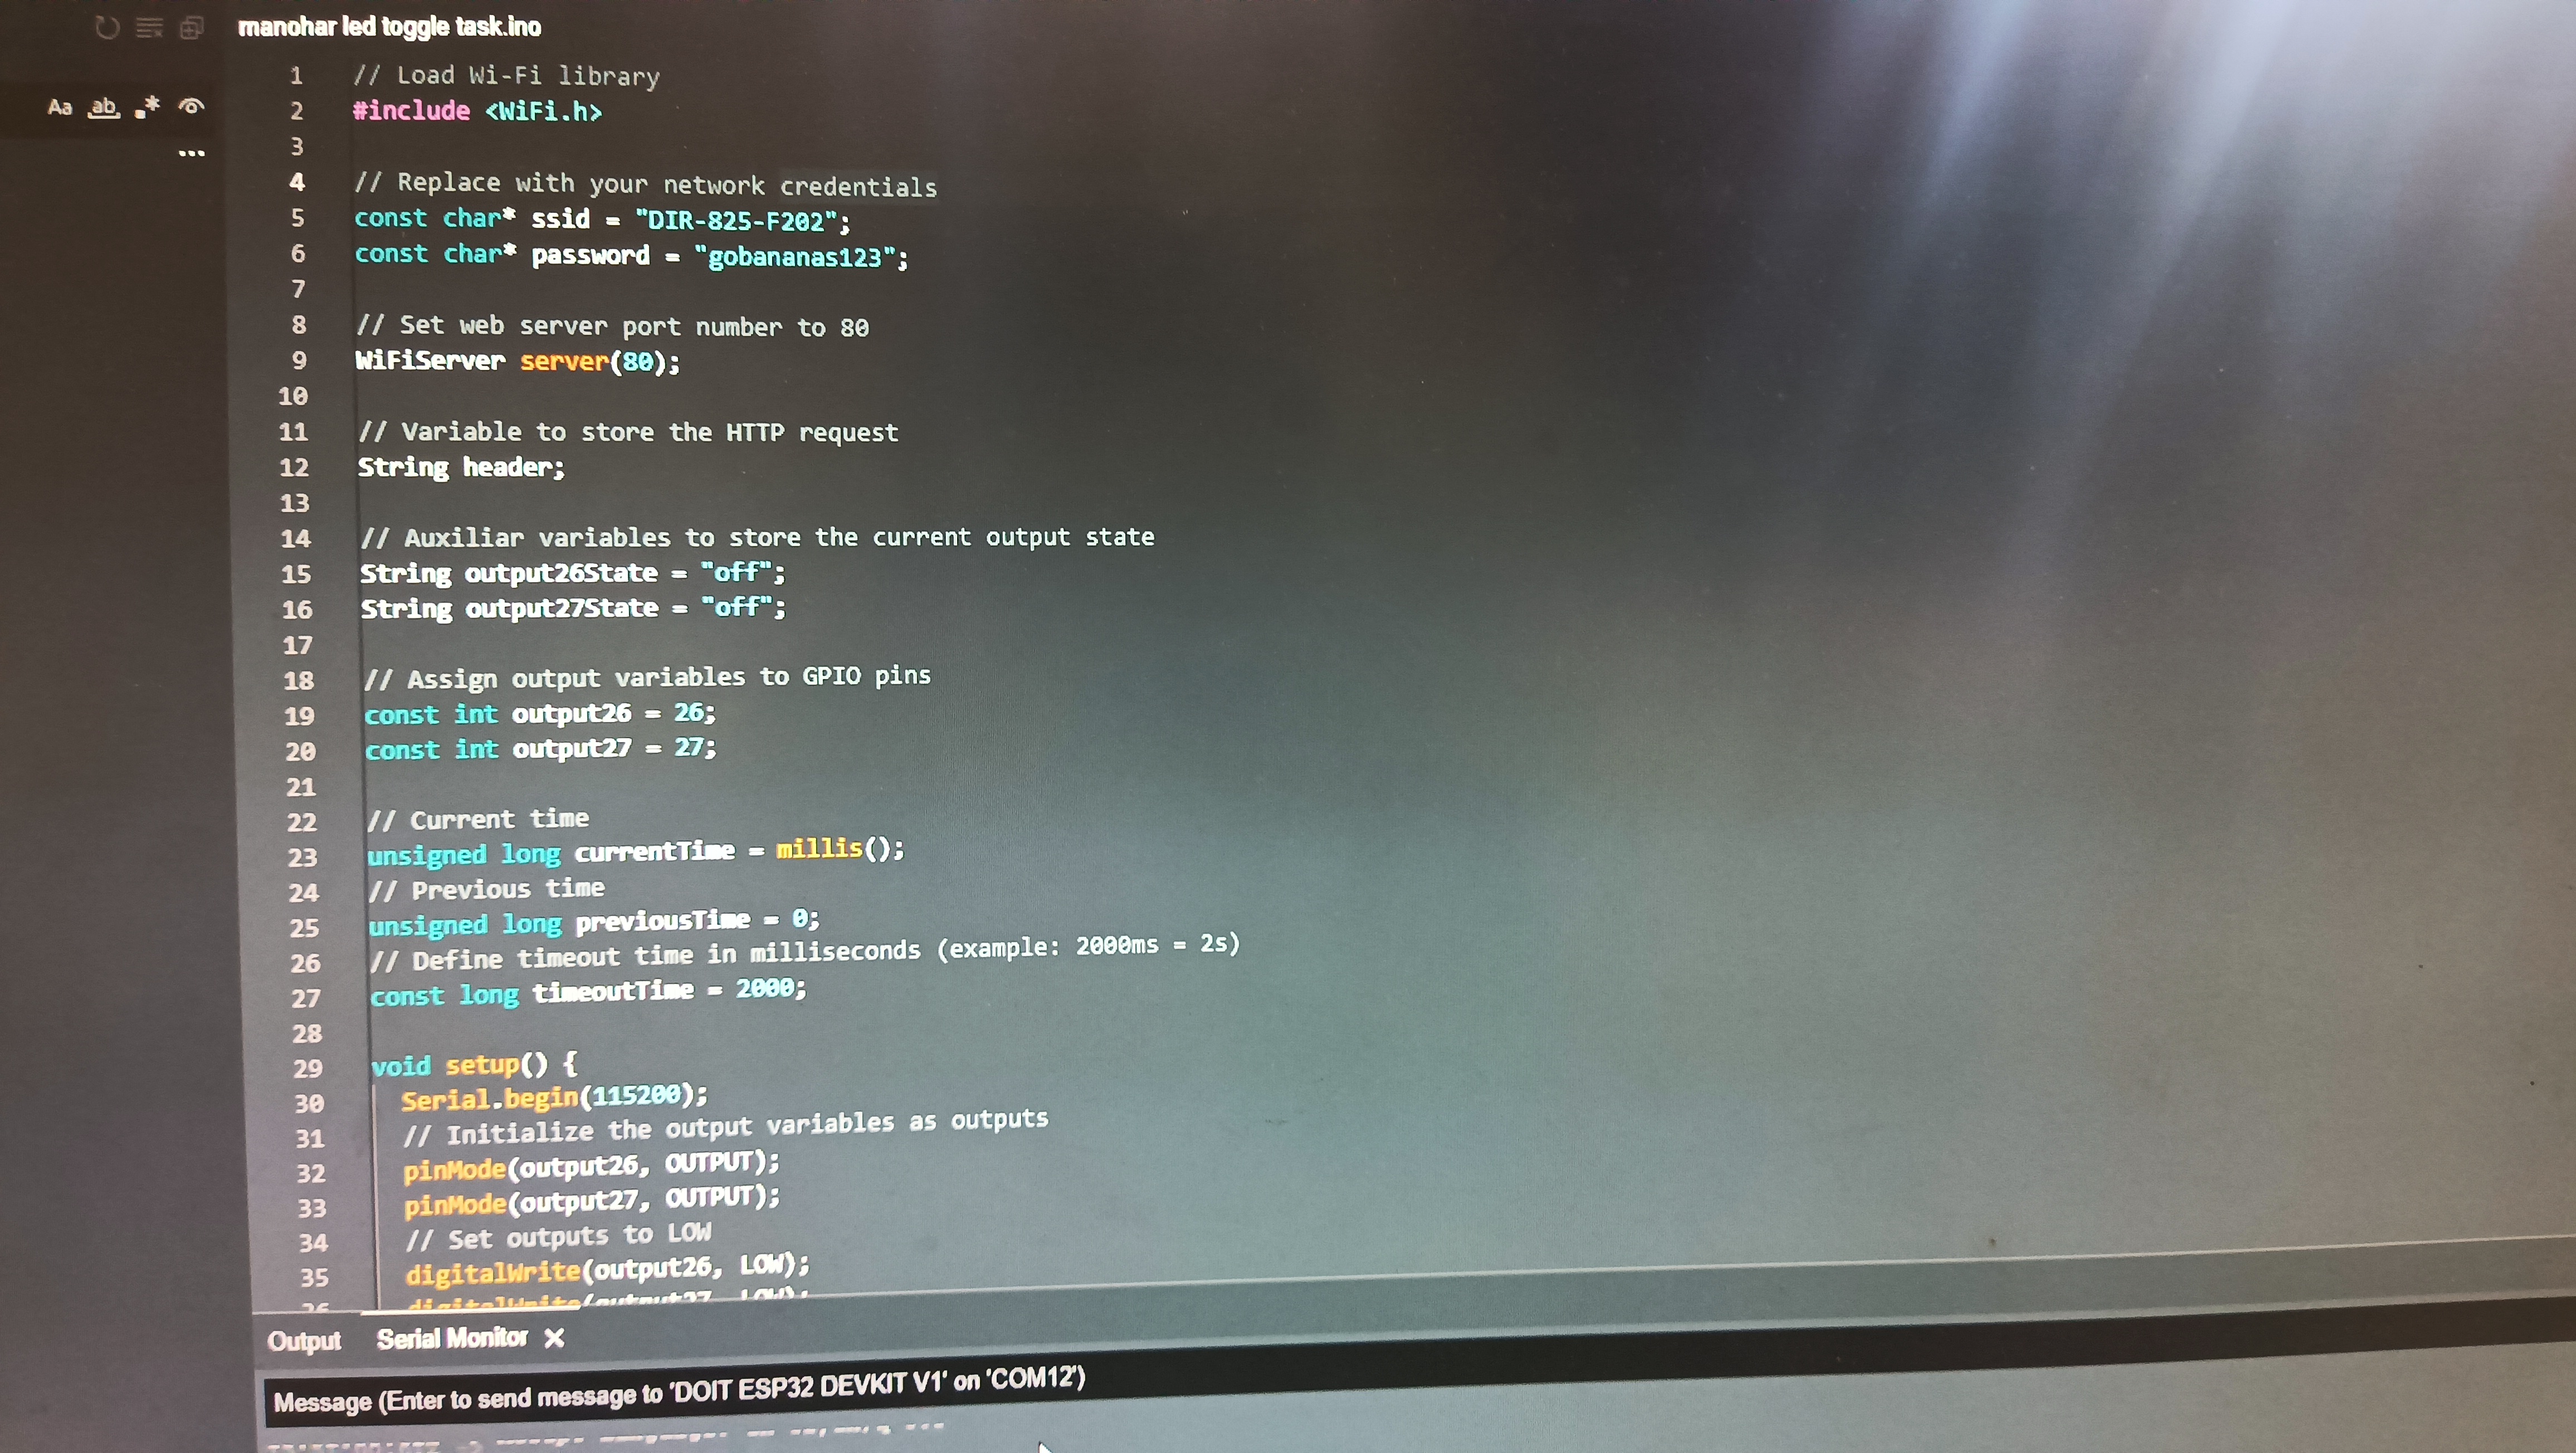 manohar led toggle task.ino
Aa ab .*
...
1 // Load Wi-Fi library
2 #include <WiFi.h>
3
4 // Replace with your network credentials
5 const char* ssid = "DIR-825-F202";
6 const char* password = "gobananas123";
7
8 // Set web server port number to 80
9 WiFiServer server(80);
10
11 // Variable to store the HTTP request
12 String header;
13
14 // Auxiliar variables to store the current output state
15 String output26State = "off";
16 String output27State = "off";
17
18 // Assign output variables to GPIO pins
19 const int output26 = 26;
20 const int output27 = 27;
21
22 // Current time
23 unsigned long currentTime = millis();
24 // Previous time
25 unsigned long previousTime = 0;
26 // Define timeout time in milliseconds (example: 2000ms = 2s)
27 const long timeoutTime = 2000;
28
29 void setup() {
30 Serial.begin(115200);
31 // Initialize the output variables as outputs
32 pinMode(output26, OUTPUT);
33 pinMode(output27, OUTPUT);
34 // Set outputs to LOW
35 digitalWrite(output26, LOW);
36 digitalWrite(output27, LOW);
Output Serial Monitor X
Message (Enter to send message to 'DOIT ESP32 DEVKIT V1' on 'COM12')